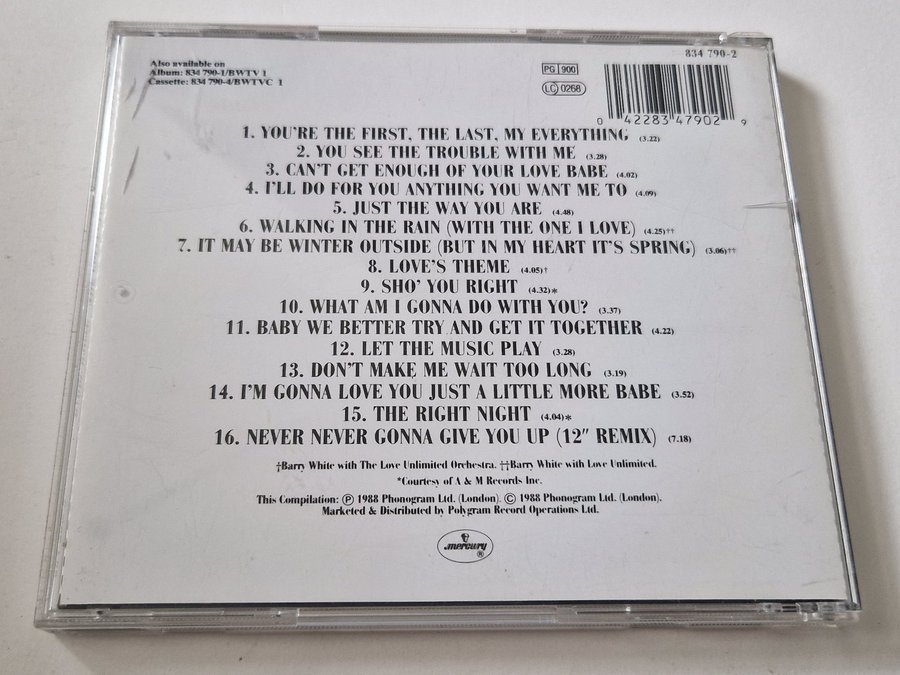 Also available on
Album: 834 790-1/BWTV 1
Cassette: 834 790-4/BWTVC 1
834 790-2
PG 900
LC 0268
0 42283 47902 9
1. YOU'RE THE FIRST, THE LAST, MY EVERYTHING (3.22)
2. YOU SEE THE TROUBLE WITH ME (3.28)
3. CAN'T GET ENOUGH OF YOUR LOVE BABE (4.02)
4. I'LL DO FOR YOU ANYTHING YOU WANT ME TO (4.09)
5. JUST THE WAY YOU ARE (4.48)
6. WALKING IN THE RAIN (WITH THE ONE I LOVE) (4.25)††
7. IT MAY BE WINTER OUTSIDE (BUT IN MY HEART IT'S SPRING) (3.06)††
8. LOVE'S THEME (4.05)†
9. SHO' YOU RIGHT (4.32)*
10. WHAT AM I GONNA DO WITH YOU? (3.37)
11. BABY WE BETTER TRY AND GET IT TOGETHER (4.22)
12. LET THE MUSIC PLAY (3.28)
13. DON'T MAKE ME WAIT TOO LONG (3.19)
14. I'M GONNA LOVE YOU JUST A LITTLE MORE BABE (3.52)
15. THE RIGHT NIGHT (4.04)*
16. NEVER NEVER GONNA GIVE YOU UP (12" REMIX) (7.18)
†Barry White with The Love Unlimited Orchestra. ††Barry White with Love Unlimited.
*Courtesy of A & M Records Inc.
This Compilation: ℗ 1988 Phonogram Ltd. (London). © 1988 Phonogram Ltd. (London).
Marketed & Distributed by Polygram Record Operations Ltd.
mercury ®